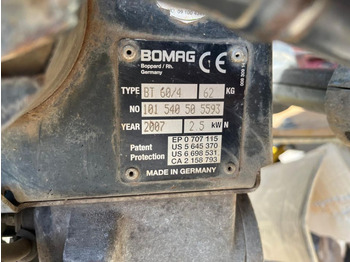 BOMAG CE
Boppard / Rh.
Germany
TYPE BT 60/4 62 KG
NO 101 540 50 5593
YEAR 2007 2.5 kW N
Patent Protection
EP 0 707 115
US 5 645 370
US 6 698 531
CA 2 158 793
MADE IN GERMANY